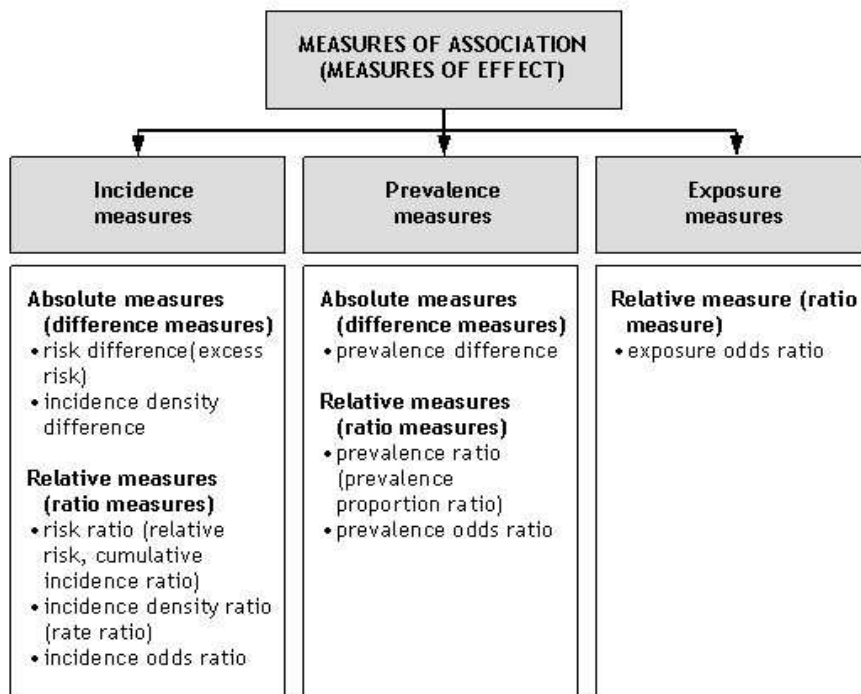 MEASURES OF ASSOCIATION
(MEASURES OF EFFECT)
Incidence
measures
Absolute measures
(difference measures)
• risk difference(excess
risk)
• incidence density
difference
Relative measures
(ratio measures)
• risk ratio (relative
risk, cumulative
incidence ratio)
• incidence density ratio
(rate ratio)
• incidence odds ratio
Prevalence
measures
Absolute measures
(difference measures)
• prevalence difference
Relative measures
(ratio measures)
• prevalence ratio
(prevalence
proportion ratio)
• prevalence odds ratio
Exposure
measures
Relative measure (ratio
measure)
• exposure odds ratio